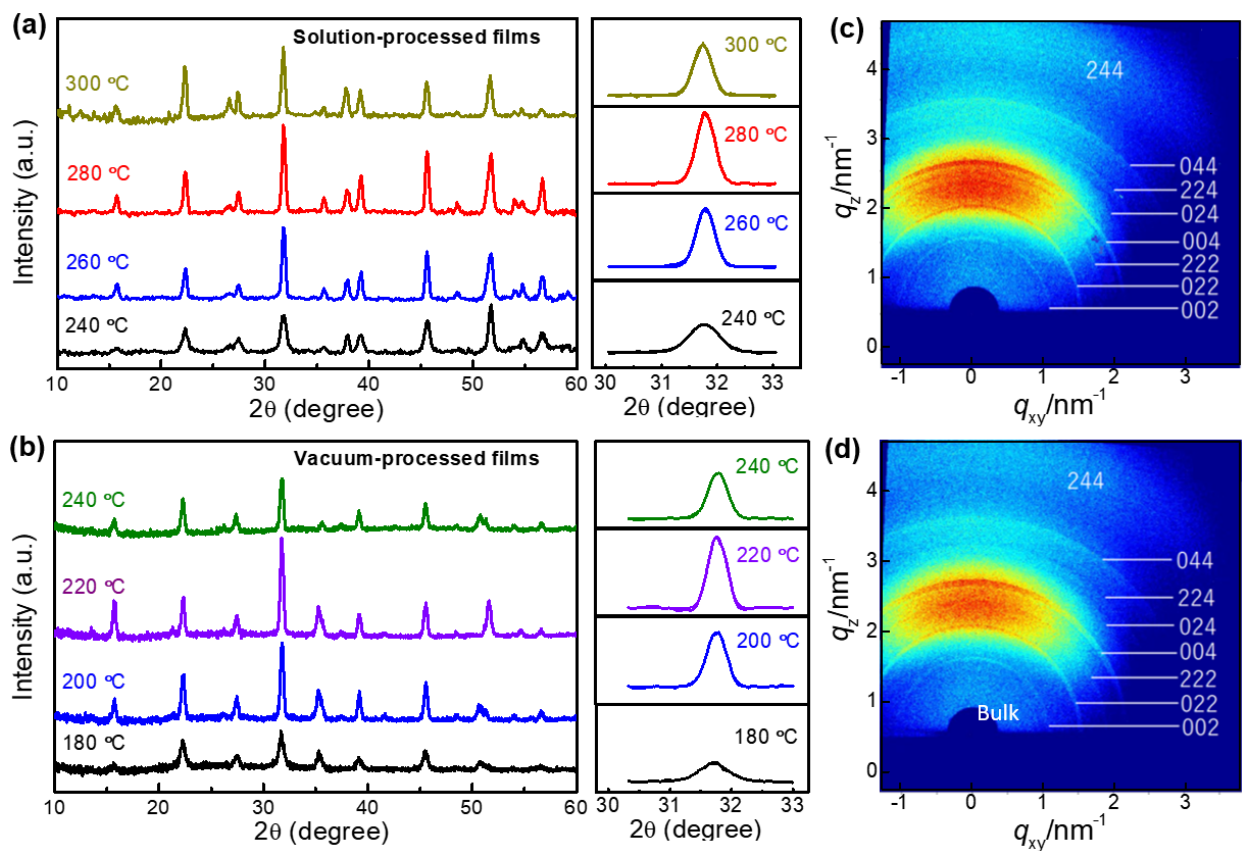 (a)
Solution-processed films
300 ℃
280 ℃
260 ℃
240 ℃
Intensity (a.u.)
10 20 30 40 50 60
2θ (degree)
300 ℃
280 ℃
260 ℃
240 ℃
30 31 32 33
2θ (degree)
(c)
244
044
224
024
004
222
022
002
4
3
2
1
0
qz/nm-1
-1 0 1 2 3
qxy/nm-1
(b)
Vacuum-processed films
240 ℃
220 ℃
200 ℃
180 ℃
Intensity (a.u.)
10 20 30 40 50 60
2θ (degree)
240 ℃
220 ℃
200 ℃
180 ℃
30 31 32 33
2θ (degree)
(d)
244
044
224
024
004
222
022
002
Bulk
4
3
2
1
0
qz/nm-1
-1 0 1 2 3
qxy/nm-1